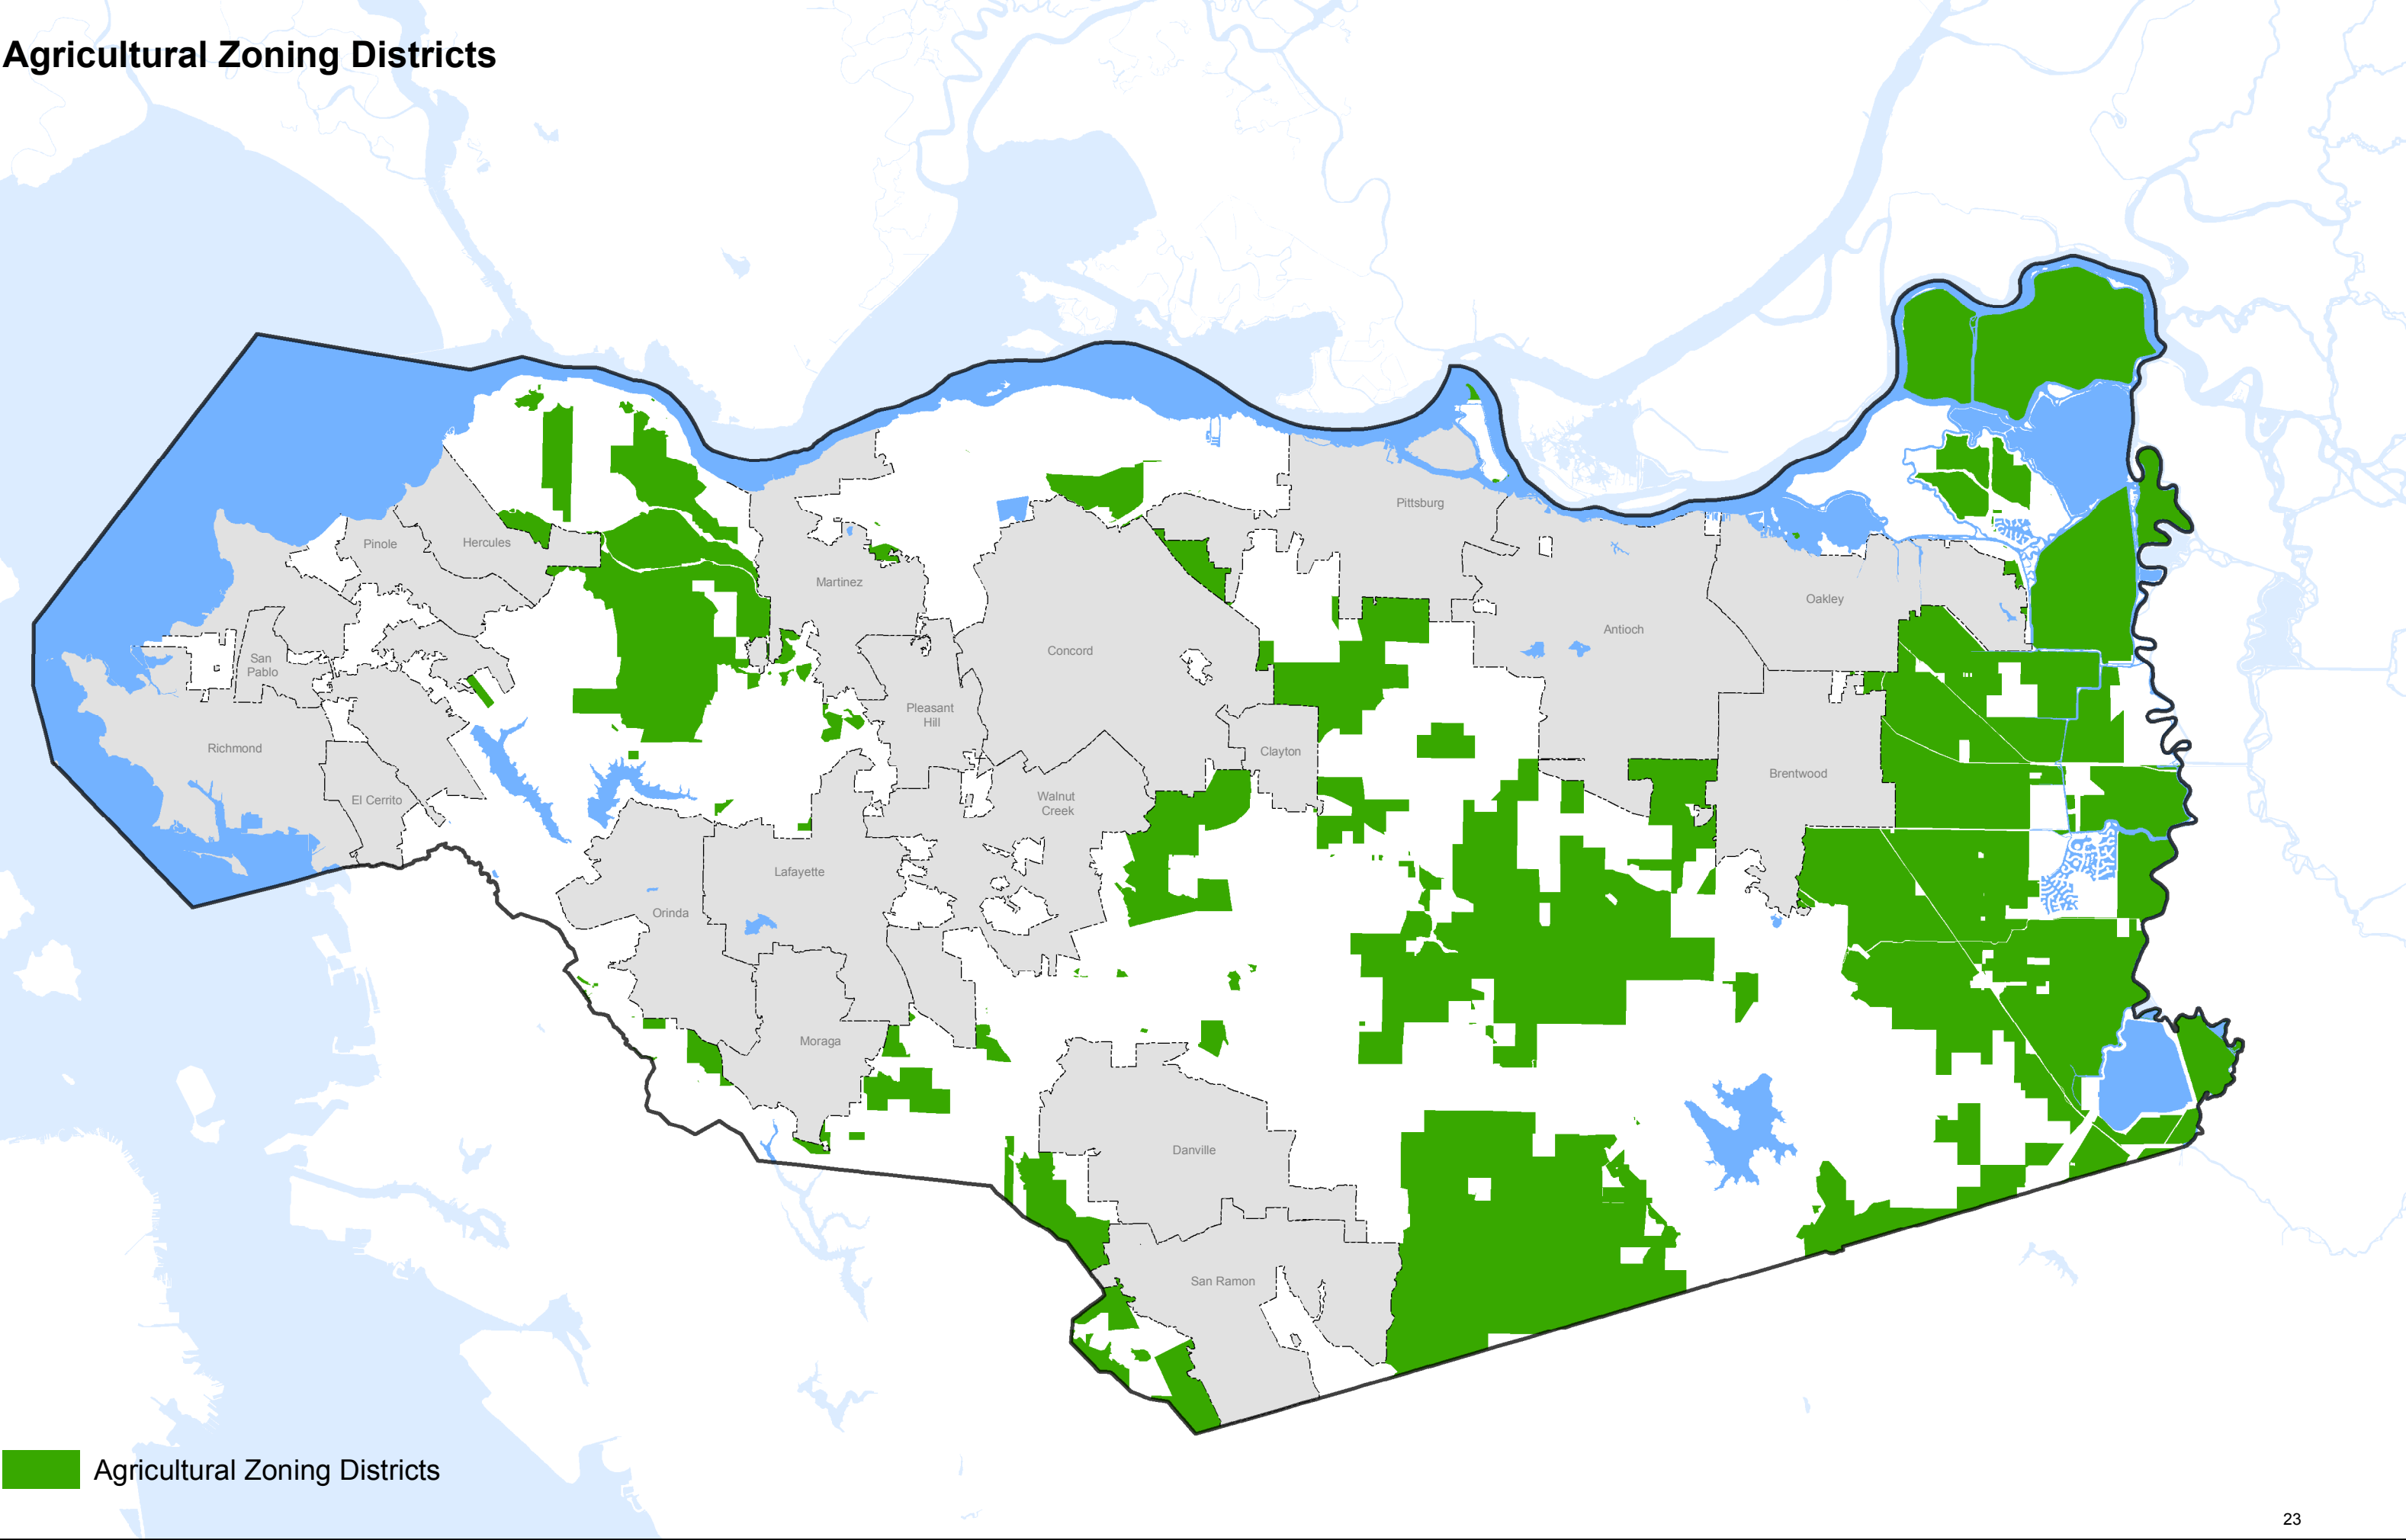 Agricultural Zoning Districts
Pittsburg
Pinole
Hercules
Martinez
Oakley
Antioch
Concord
San
Pablo
Pleasant
Hill
Richmond
Clayton
Brentwood
El Cerrito
Walnut
Creek
Lafayette
Orinda
Moraga
Danville
San Ramon
Agricultural Zoning Districts
23